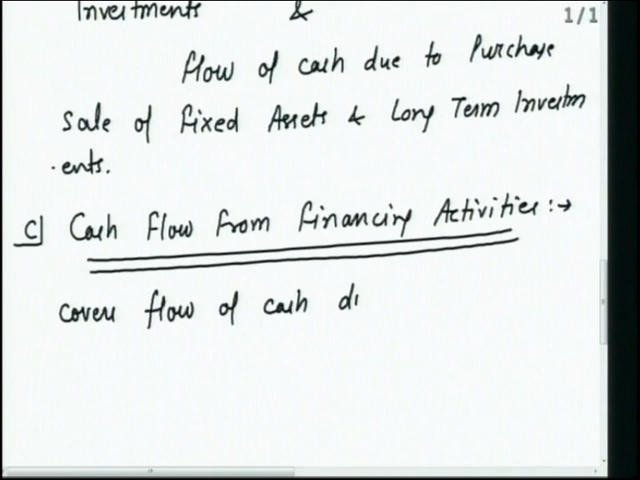 Investments &
1/1
flow of cash due to Purchase
Sale of Fixed Assets & Long Term Investm
ents.
C] Cash Flow From Financing Activities:→
covers flow of cash d